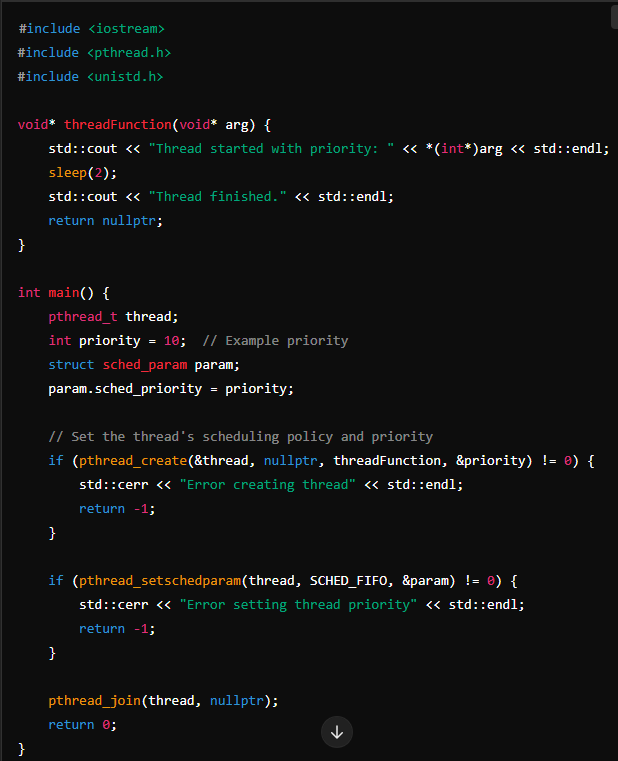 #include <iostream>
#include <pthread.h>
#include <unistd.h>

void* threadFunction(void* arg) {
    std::cout << "Thread started with priority: " << *(int*)arg << std::endl;
    sleep(2);
    std::cout << "Thread finished." << std::endl;
    return nullptr;
}

int main() {
    pthread_t thread;
    int priority = 10;  // Example priority
    struct sched_param param;
    param.sched_priority = priority;

    // Set the thread's scheduling policy and priority
    if (pthread_create(&thread, nullptr, threadFunction, &priority) != 0) {
        std::cerr << "Error creating thread" << std::endl;
        return -1;
    }

    if (pthread_setschedparam(thread, SCHED_FIFO, &param) != 0) {
        std::cerr << "Error setting thread priority" << std::endl;
        return -1;
    }

    pthread_join(thread, nullptr);
    return 0;
}